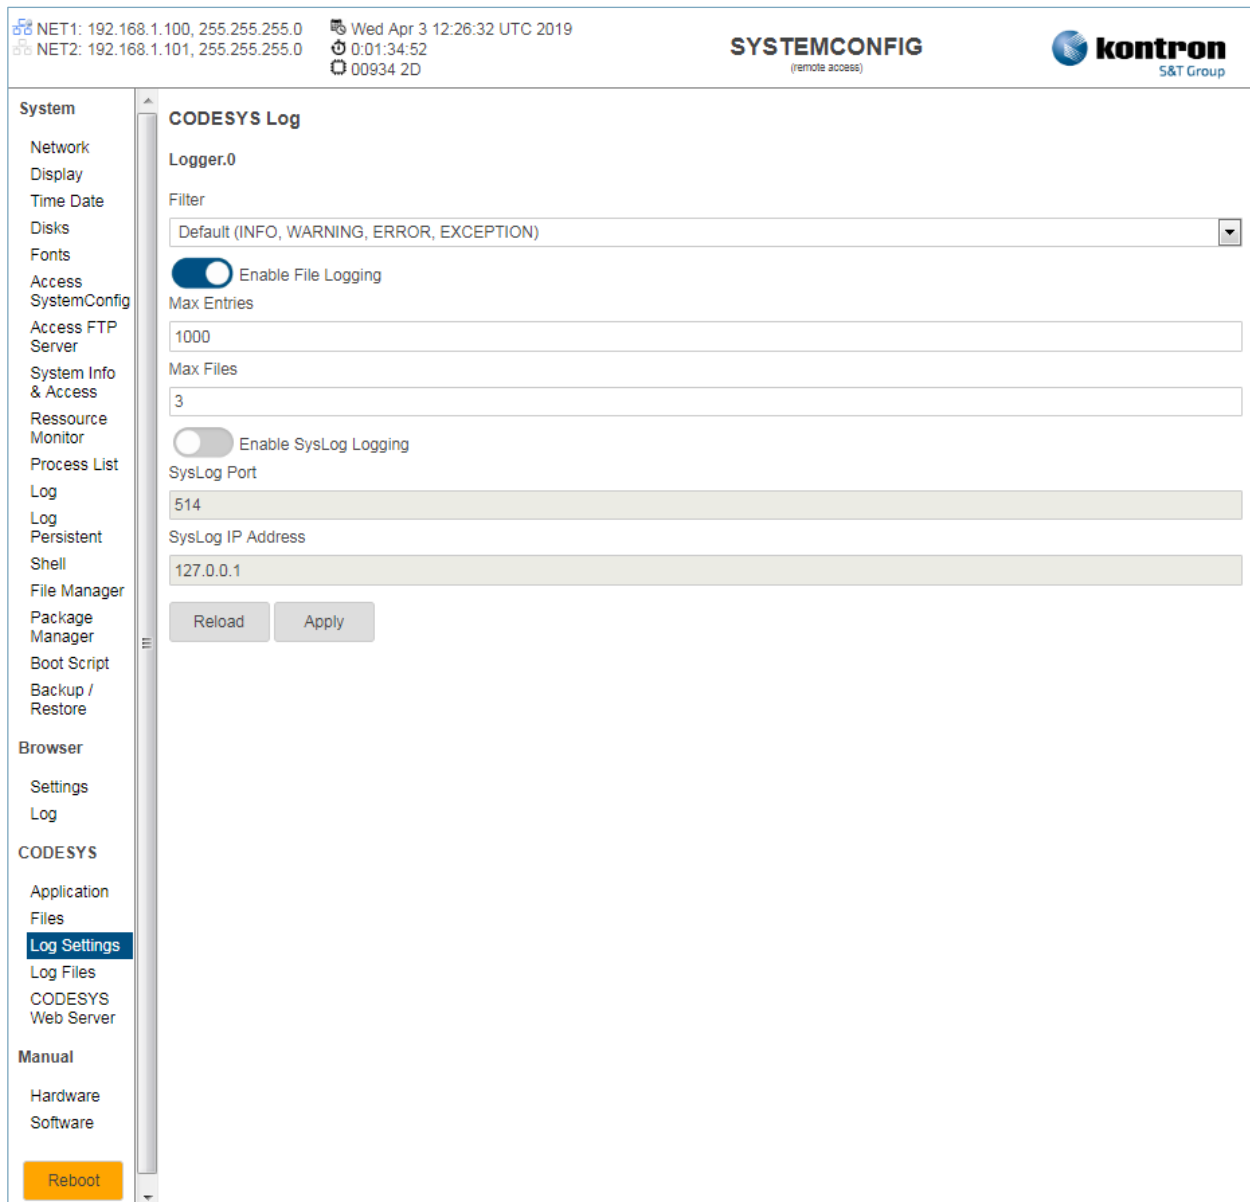 NET1: 192.168.1.100, 255.255.255.0
NET2: 192.168.1.101, 255.255.255.0
Wed Apr 3 12:26:32 UTC 2019
0:01:34:52
00934 2D
SYSTEMCONFIG
(remote access)
kontron
S&T Group
System
Network
Display
Time Date
Disks
Fonts
Access
SystemConfig
Access FTP
Server
System Info
& Access
Ressource
Monitor
Process List
Log
Log
Persistent
Shell
File Manager
Package
Manager
Boot Script
Backup /
Restore
Browser
Settings
Log
CODESYS
Application
Files
Log Settings
Log Files
CODESYS
Web Server
Manual
Hardware
Software
Reboot
CODESYS Log
Logger.0
Filter
Default (INFO, WARNING, ERROR, EXCEPTION)
Enable File Logging
Max Entries
1000
Max Files
3
Enable SysLog Logging
SysLog Port
514
SysLog IP Address
127.0.0.1
Reload
Apply